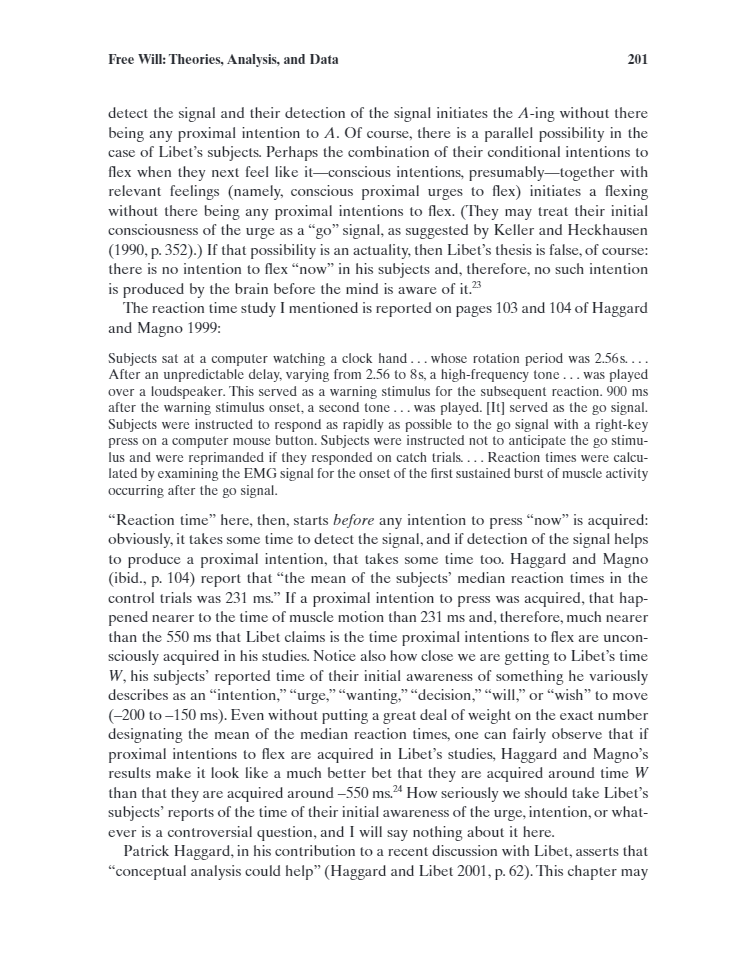 Free Will: Theories, Analysis, and Data 201
detect the signal and their detection of the signal initiates the A-ing without there
being any proximal intention to A. Of course, there is a parallel possibility in the
case of Libet’s subjects. Perhaps the combination of their conditional intentions to
flex when they next feel like it—conscious intentions, presumably—together with
relevant feelings (namely, conscious proximal urges to flex) initiates a flexing
without there being any proximal intentions to flex. (They may treat their initial
consciousness of the urge as a “go” signal, as suggested by Keller and Heckhausen
(1990, p. 352).) If that possibility is an actuality, then Libet’s thesis is false, of course:
there is no intention to flex “now” in his subjects and, therefore, no such intention
is produced by the brain before the mind is aware of it.23
The reaction time study I mentioned is reported on pages 103 and 104 of Haggard
and Magno 1999:
Subjects sat at a computer watching a clock hand . . . whose rotation period was 2.56s. . . .
After an unpredictable delay, varying from 2.56 to 8s, a high-frequency tone . . . was played
over a loudspeaker. This served as a warning stimulus for the subsequent reaction. 900 ms
after the warning stimulus onset, a second tone . . . was played. [It] served as the go signal.
Subjects were instructed to respond as rapidly as possible to the go signal with a right-key
press on a computer mouse button. Subjects were instructed not to anticipate the go stimu-
lus and were reprimanded if they responded on catch trials. . . . Reaction times were calcu-
lated by examining the EMG signal for the onset of the first sustained burst of muscle activity
occurring after the go signal.
“Reaction time” here, then, starts before any intention to press “now” is acquired:
obviously, it takes some time to detect the signal, and if detection of the signal helps
to produce a proximal intention, that takes some time too. Haggard and Magno
(ibid., p. 104) report that “the mean of the subjects’ median reaction times in the
control trials was 231 ms.” If a proximal intention to press was acquired, that hap-
pened nearer to the time of muscle motion than 231 ms and, therefore, much nearer
than the 550 ms that Libet claims is the time proximal intentions to flex are uncon-
sciously acquired in his studies. Notice also how close we are getting to Libet’s time
W, his subjects’ reported time of their initial awareness of something he variously
describes as an “intention,” “urge,” “wanting,” “decision,” “will,” or “wish” to move
(–200 to –150 ms). Even without putting a great deal of weight on the exact number
designating the mean of the median reaction times, one can fairly observe that if
proximal intentions to flex are acquired in Libet’s studies, Haggard and Magno’s
results make it look like a much better bet that they are acquired around time W
than that they are acquired around –550 ms.24 How seriously we should take Libet’s
subjects’ reports of the time of their initial awareness of the urge, intention, or what-
ever is a controversial question, and I will say nothing about it here.
Patrick Haggard, in his contribution to a recent discussion with Libet, asserts that
“conceptual analysis could help” (Haggard and Libet 2001, p. 62). This chapter may